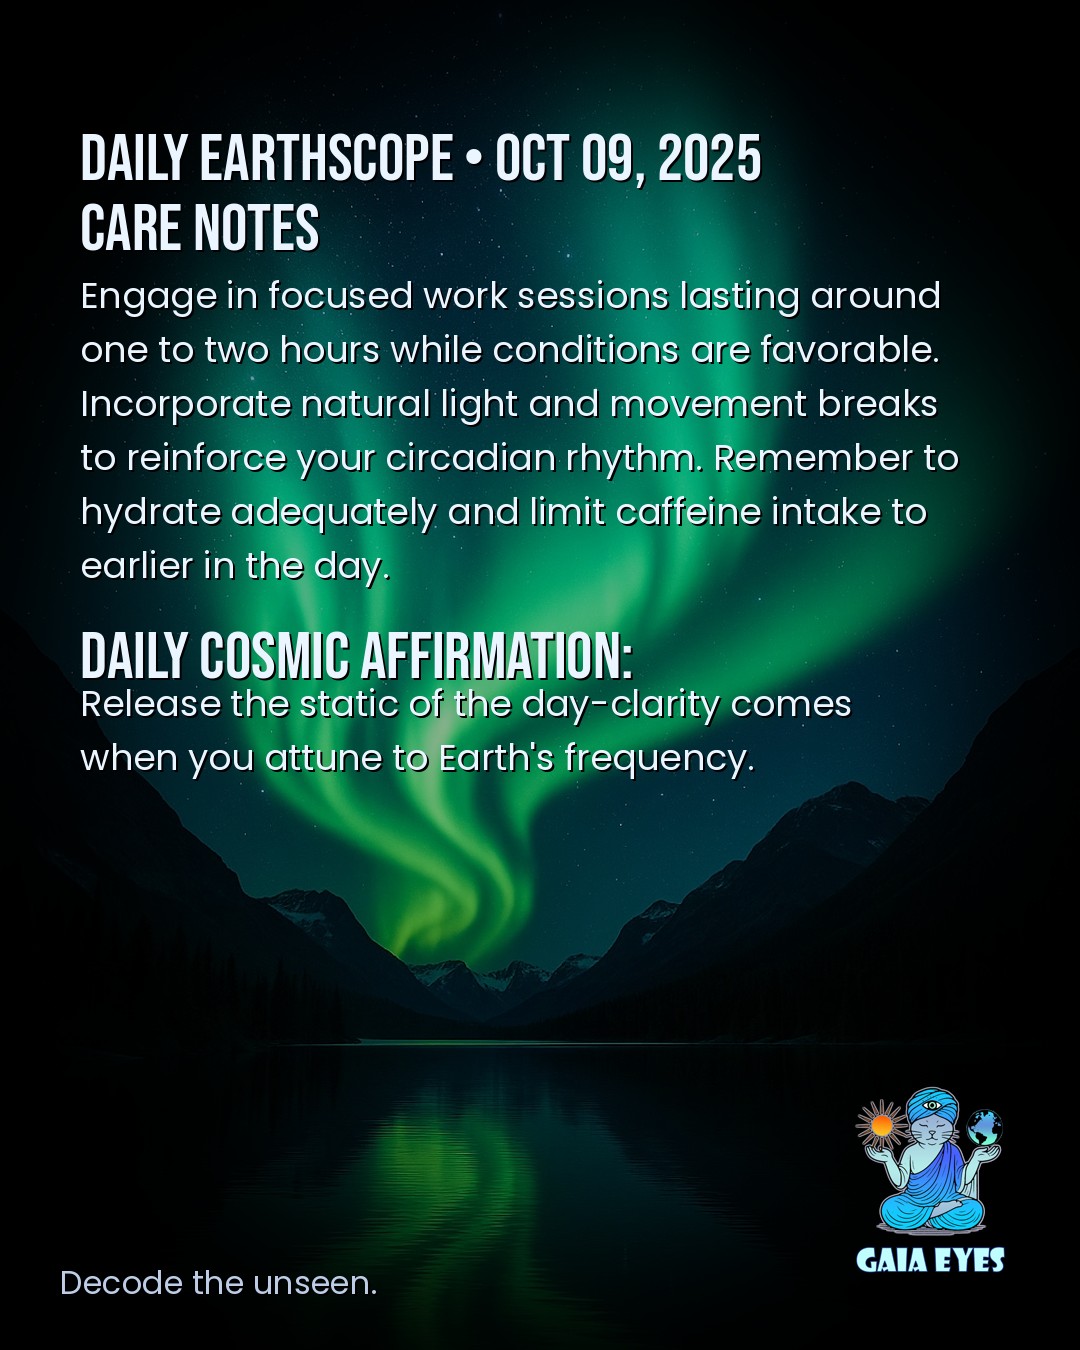 DAILY EARTHSCOPE • OCT 09, 2025
CARE NOTES
Engage in focused work sessions lasting around
one to two hours while conditions are favorable.
Incorporate natural light and movement breaks
to reinforce your circadian rhythm. Remember to
hydrate adequately and limit caffeine intake to
earlier in the day.
DAILY COSMIC AFFIRMATION:
Release the static of the day-clarity comes
when you attune to Earth's frequency.
GAIA EYES
Decode the unseen.